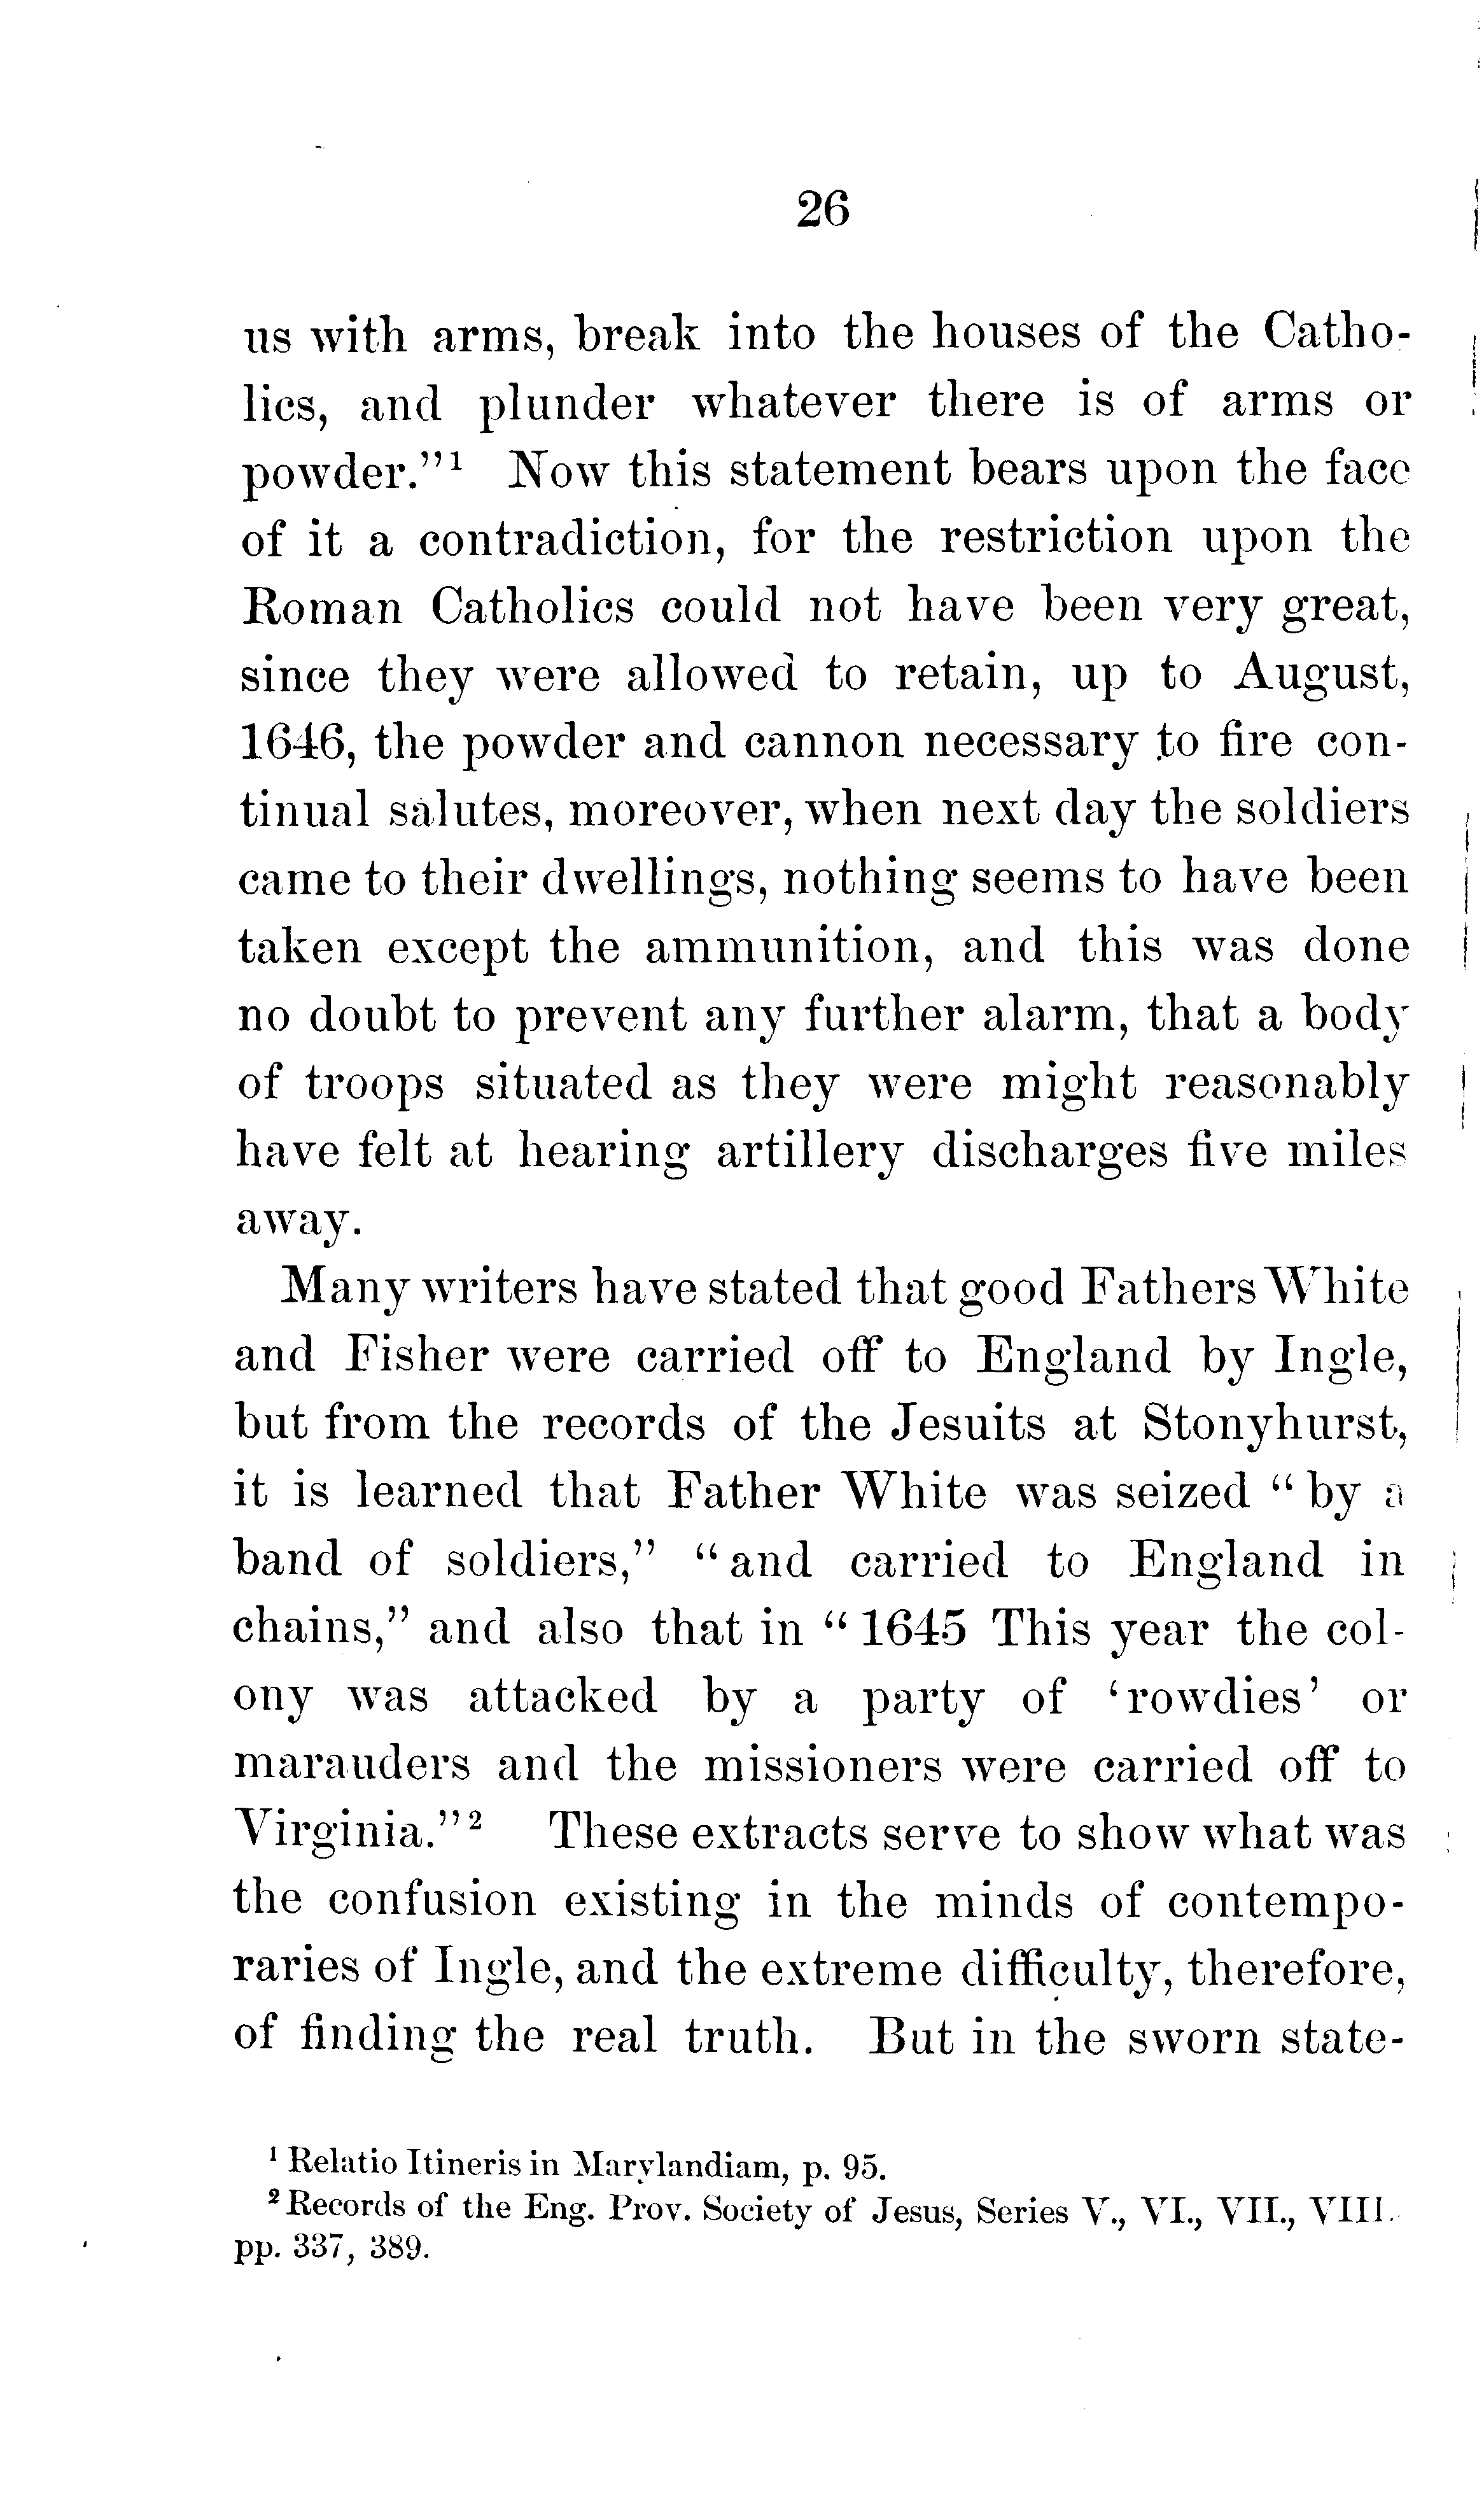 26
us with arms, break into the houses of the Catho-
lics, and plunder whatever there is of arms or
powder."¹ Now this statement bears upon the face
of it a contradiction, for the restriction upon the
Roman Catholics could not have been very great,
since they were allowed to retain, up to August,
1646, the powder and cannon necessary to fire con-
tinual salutes, moreover, when next day the soldiers
came to their dwellings, nothing seems to have been
taken except the ammunition, and this was done
no doubt to prevent any further alarm, that a body
of troops situated as they were might reasonably
have felt at hearing artillery discharges five miles
away.
Many writers have stated that good Fathers White
and Fisher were carried off to England by Ingle,
but from the records of the Jesuits at Stonyhurst,
it is learned that Father White was seized "by a
band of soldiers," "and carried to England in
chains," and also that in "1645 This year the col-
ony was attacked by a party of 'rowdies' or
marauders and the missioners were carried off to
Virginia."² These extracts serve to show what was
the confusion existing in the minds of contempo-
raries of Ingle, and the extreme difficulty, therefore,
of finding the real truth. But in the sworn state-
¹ Relatio Itineris in Marylandiam, p. 95.
² Records of the Eng. Prov. Society of Jesus, Series V., VI., VII., VIII.
pp. 337, 389.